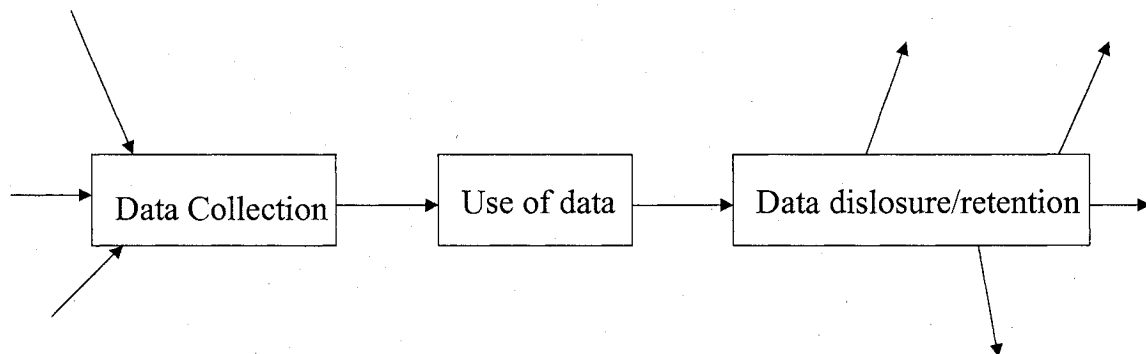 Data Collection
Use of data
Data dislosure/retention